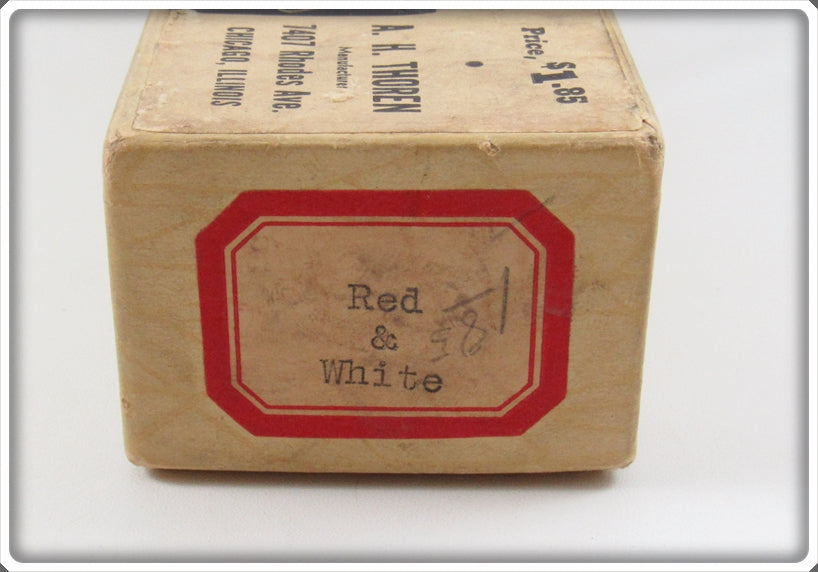 Price, $1.85
A. H. THOREN
Manufacturer
7407 Rhodes Ave.
CHICAGO, ILLINOIS
Red
&
White